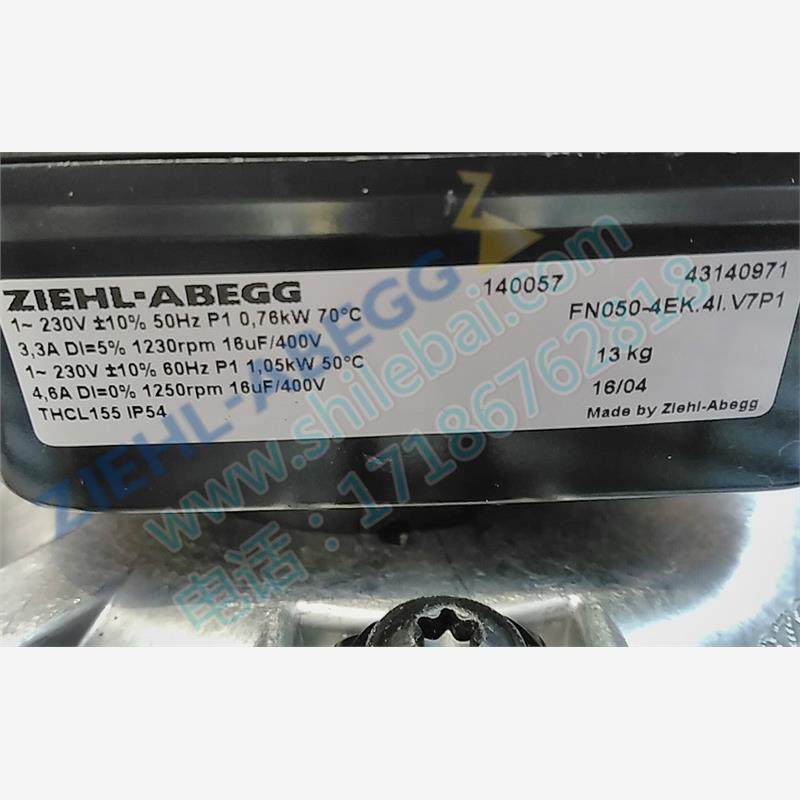 ZIEHL-ABEGG
140057
43140971
1~ 230V ±10% 50Hz P1 0,76kW 70°C
FN050-4EK.4I.V7P1
3,3A DI=5% 1230rpm 16uF/400V
1~ 230V ±10% 60Hz P1 1,05kW 50°C
13 kg
4,6A DI=0% 1250rpm 16uF/400V
16/04
THCL155 IP54
Made by Ziehl-Abegg
ZIEHL-ABEGG
www.shilebai.com
电话：17186762818